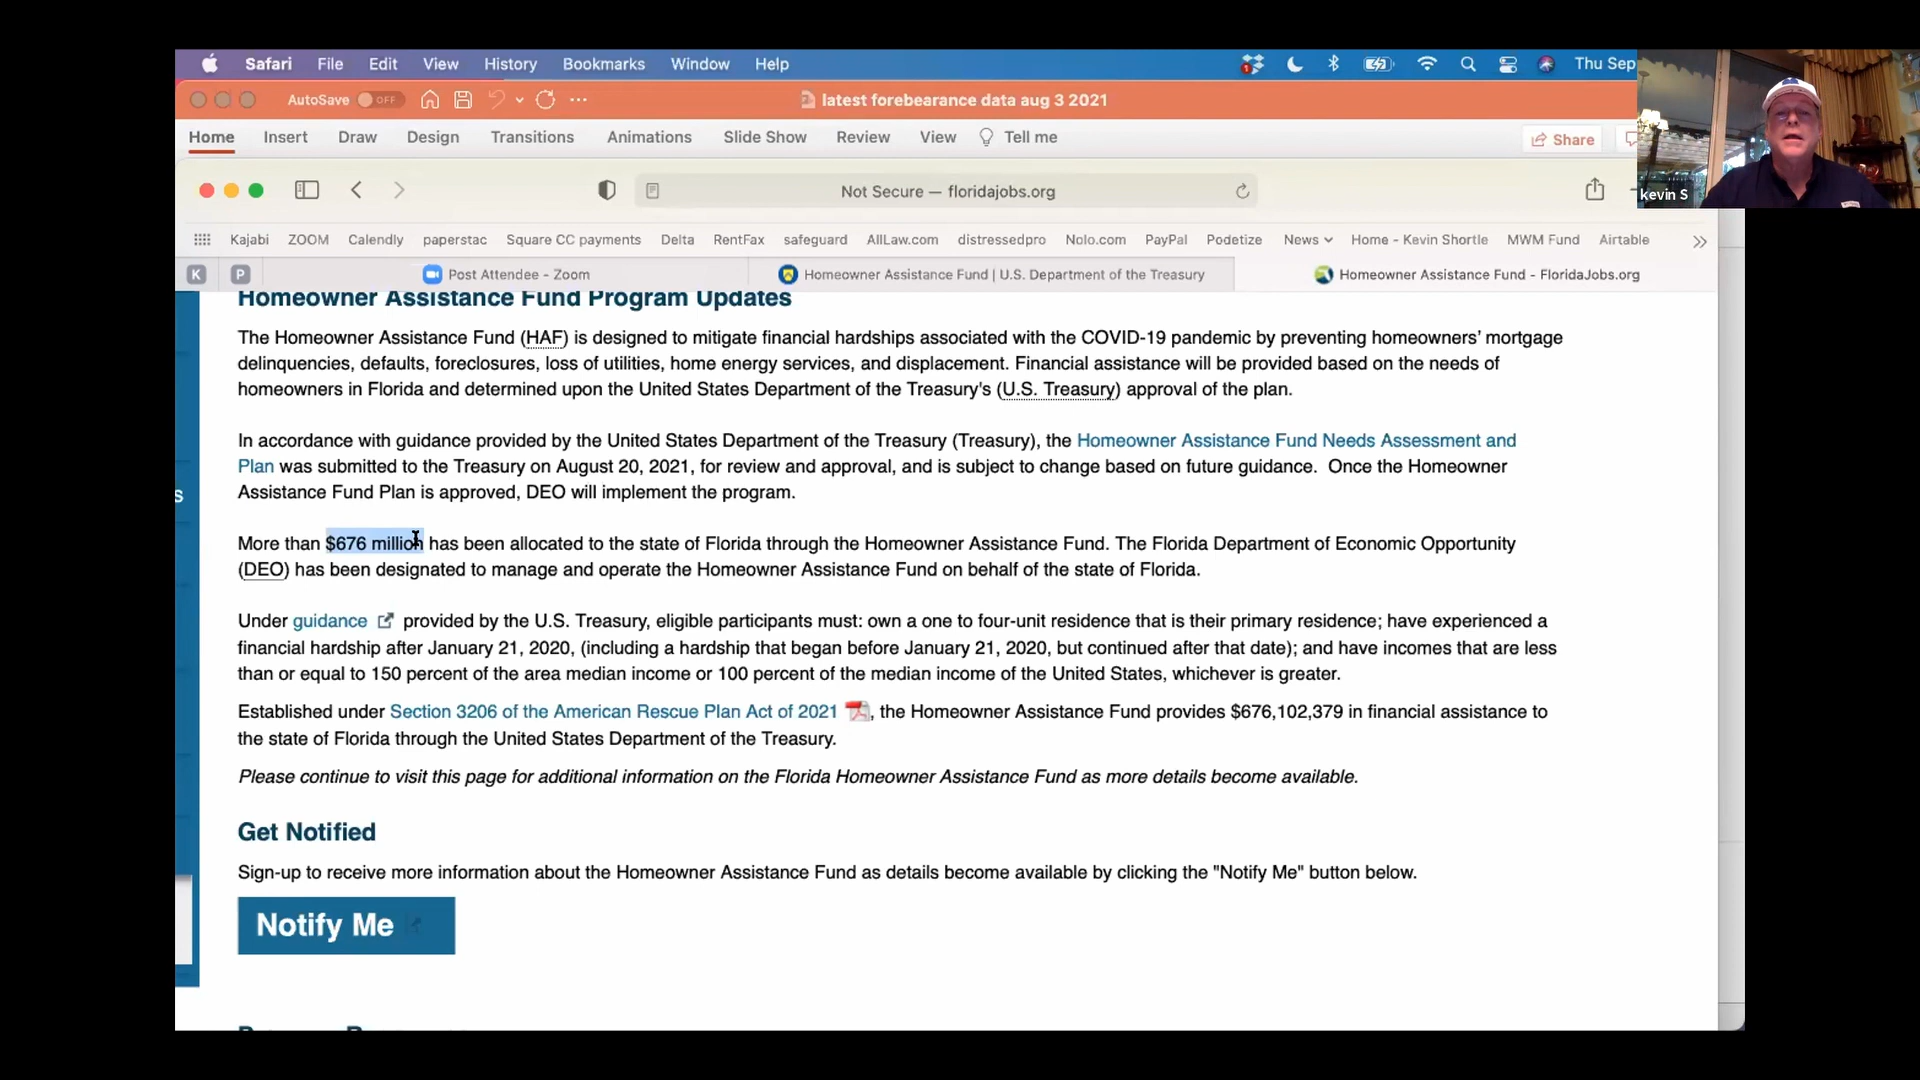 Safari File Edit View History Bookmarks Window Help Thu Sep
AutoSave OFF latest forebearance data aug 3 2021
Home Insert Draw Design Transitions Animations Slide Show Review View Tell me Share
Not Secure — floridajobs.org
kevin S
Kajabi ZOOM Calendly paperstac Square CC payments Delta RentFax safeguard AllLaw.com distressedpro Nolo.com PayPal Podetize News Home - Kevin Shortle MWM Fund Airtable
K P Post Attendee - Zoom Homeowner Assistance Fund | U.S. Department of the Treasury Homeowner Assistance Fund - FloridaJobs.org
Homeowner Assistance Fund Program Updates
The Homeowner Assistance Fund (HAF) is designed to mitigate financial hardships associated with the COVID-19 pandemic by preventing homeowners’ mortgage
delinquencies, defaults, foreclosures, loss of utilities, home energy services, and displacement. Financial assistance will be provided based on the needs of
homeowners in Florida and determined upon the United States Department of the Treasury's (U.S. Treasury) approval of the plan.
In accordance with guidance provided by the United States Department of the Treasury (Treasury), the Homeowner Assistance Fund Needs Assessment and
Plan was submitted to the Treasury on August 20, 2021, for review and approval, and is subject to change based on future guidance. Once the Homeowner
s
Assistance Fund Plan is approved, DEO will implement the program.
More than $676 million has been allocated to the state of Florida through the Homeowner Assistance Fund. The Florida Department of Economic Opportunity
(DEO) has been designated to manage and operate the Homeowner Assistance Fund on behalf of the state of Florida.
Under guidance provided by the U.S. Treasury, eligible participants must: own a one to four-unit residence that is their primary residence; have experienced a
financial hardship after January 21, 2020, (including a hardship that began before January 21, 2020, but continued after that date); and have incomes that are less
than or equal to 150 percent of the area median income or 100 percent of the median income of the United States, whichever is greater.
Established under Section 3206 of the American Rescue Plan Act of 2021 , the Homeowner Assistance Fund provides $676,102,379 in financial assistance to
the state of Florida through the United States Department of the Treasury.
Please continue to visit this page for additional information on the Florida Homeowner Assistance Fund as more details become available.
Get Notified
Sign-up to receive more information about the Homeowner Assistance Fund as details become available by clicking the "Notify Me" button below.
Notify Me